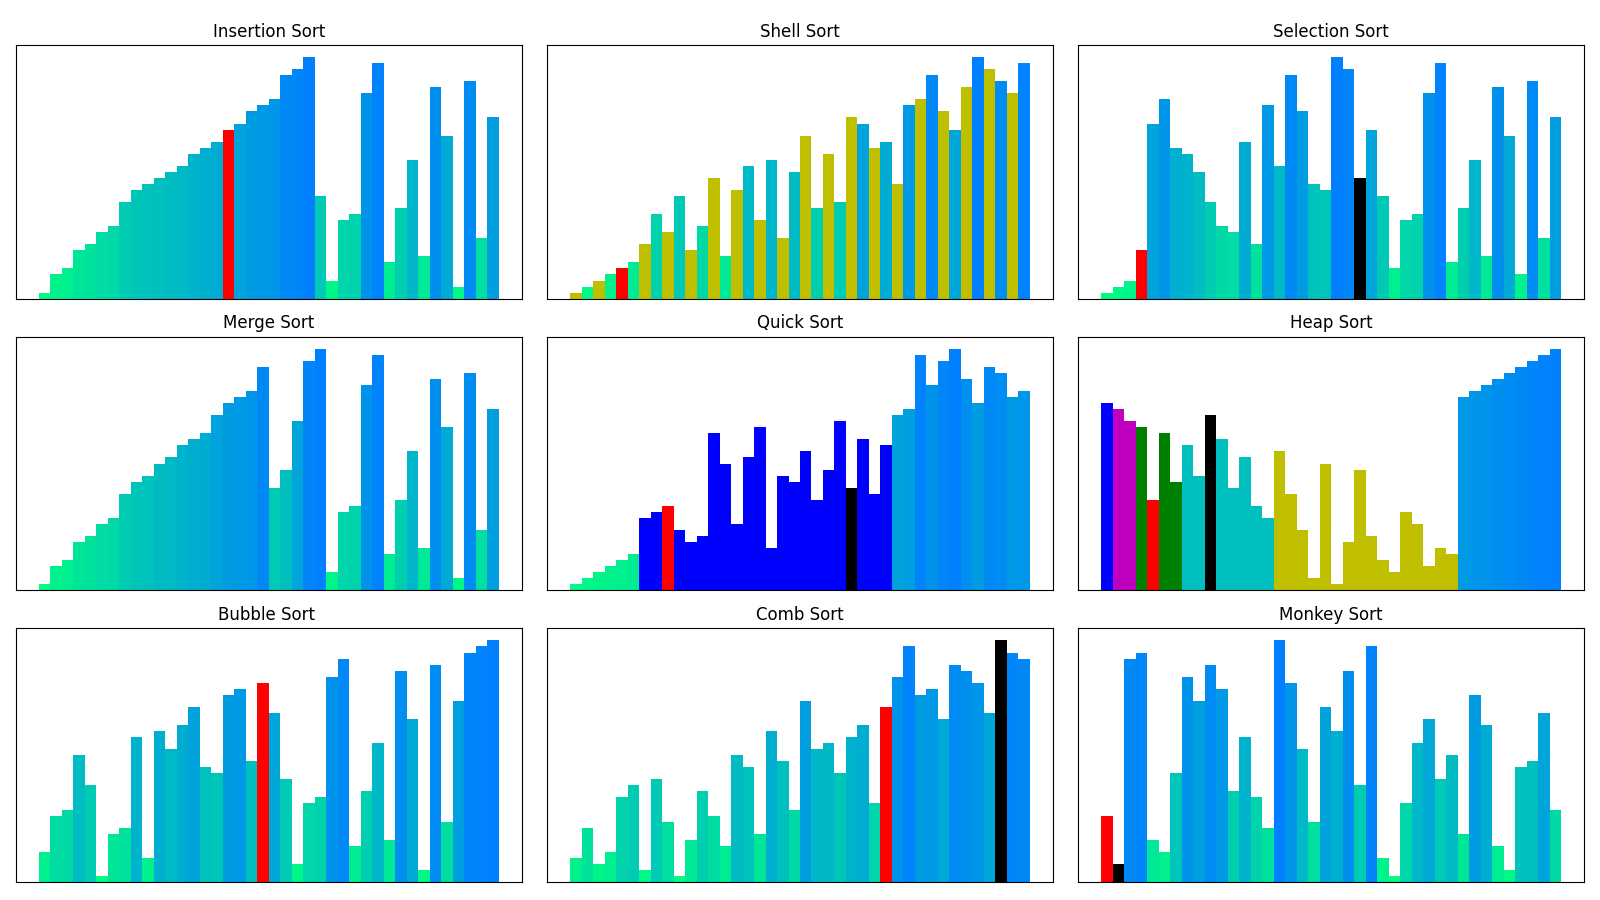 Insertion Sort
Shell Sort
Selection Sort
Merge Sort
Quick Sort
Heap Sort
Bubble Sort
Comb Sort
Monkey Sort